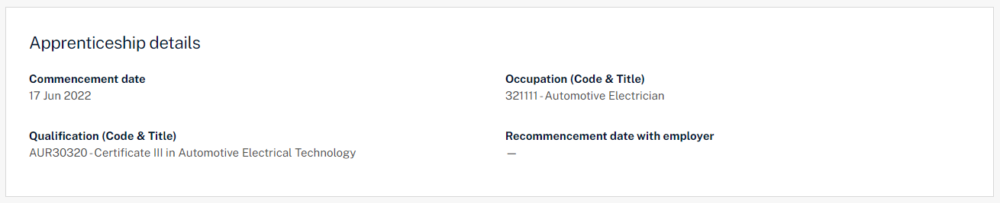 Apprenticeship details
Commencement date
17 Jun 2022
Occupation (Code & Title)
321111 - Automotive Electrician
Qualification (Code & Title)
AUR30320 - Certificate III in Automotive Electrical Technology
Recommencement date with employer
—